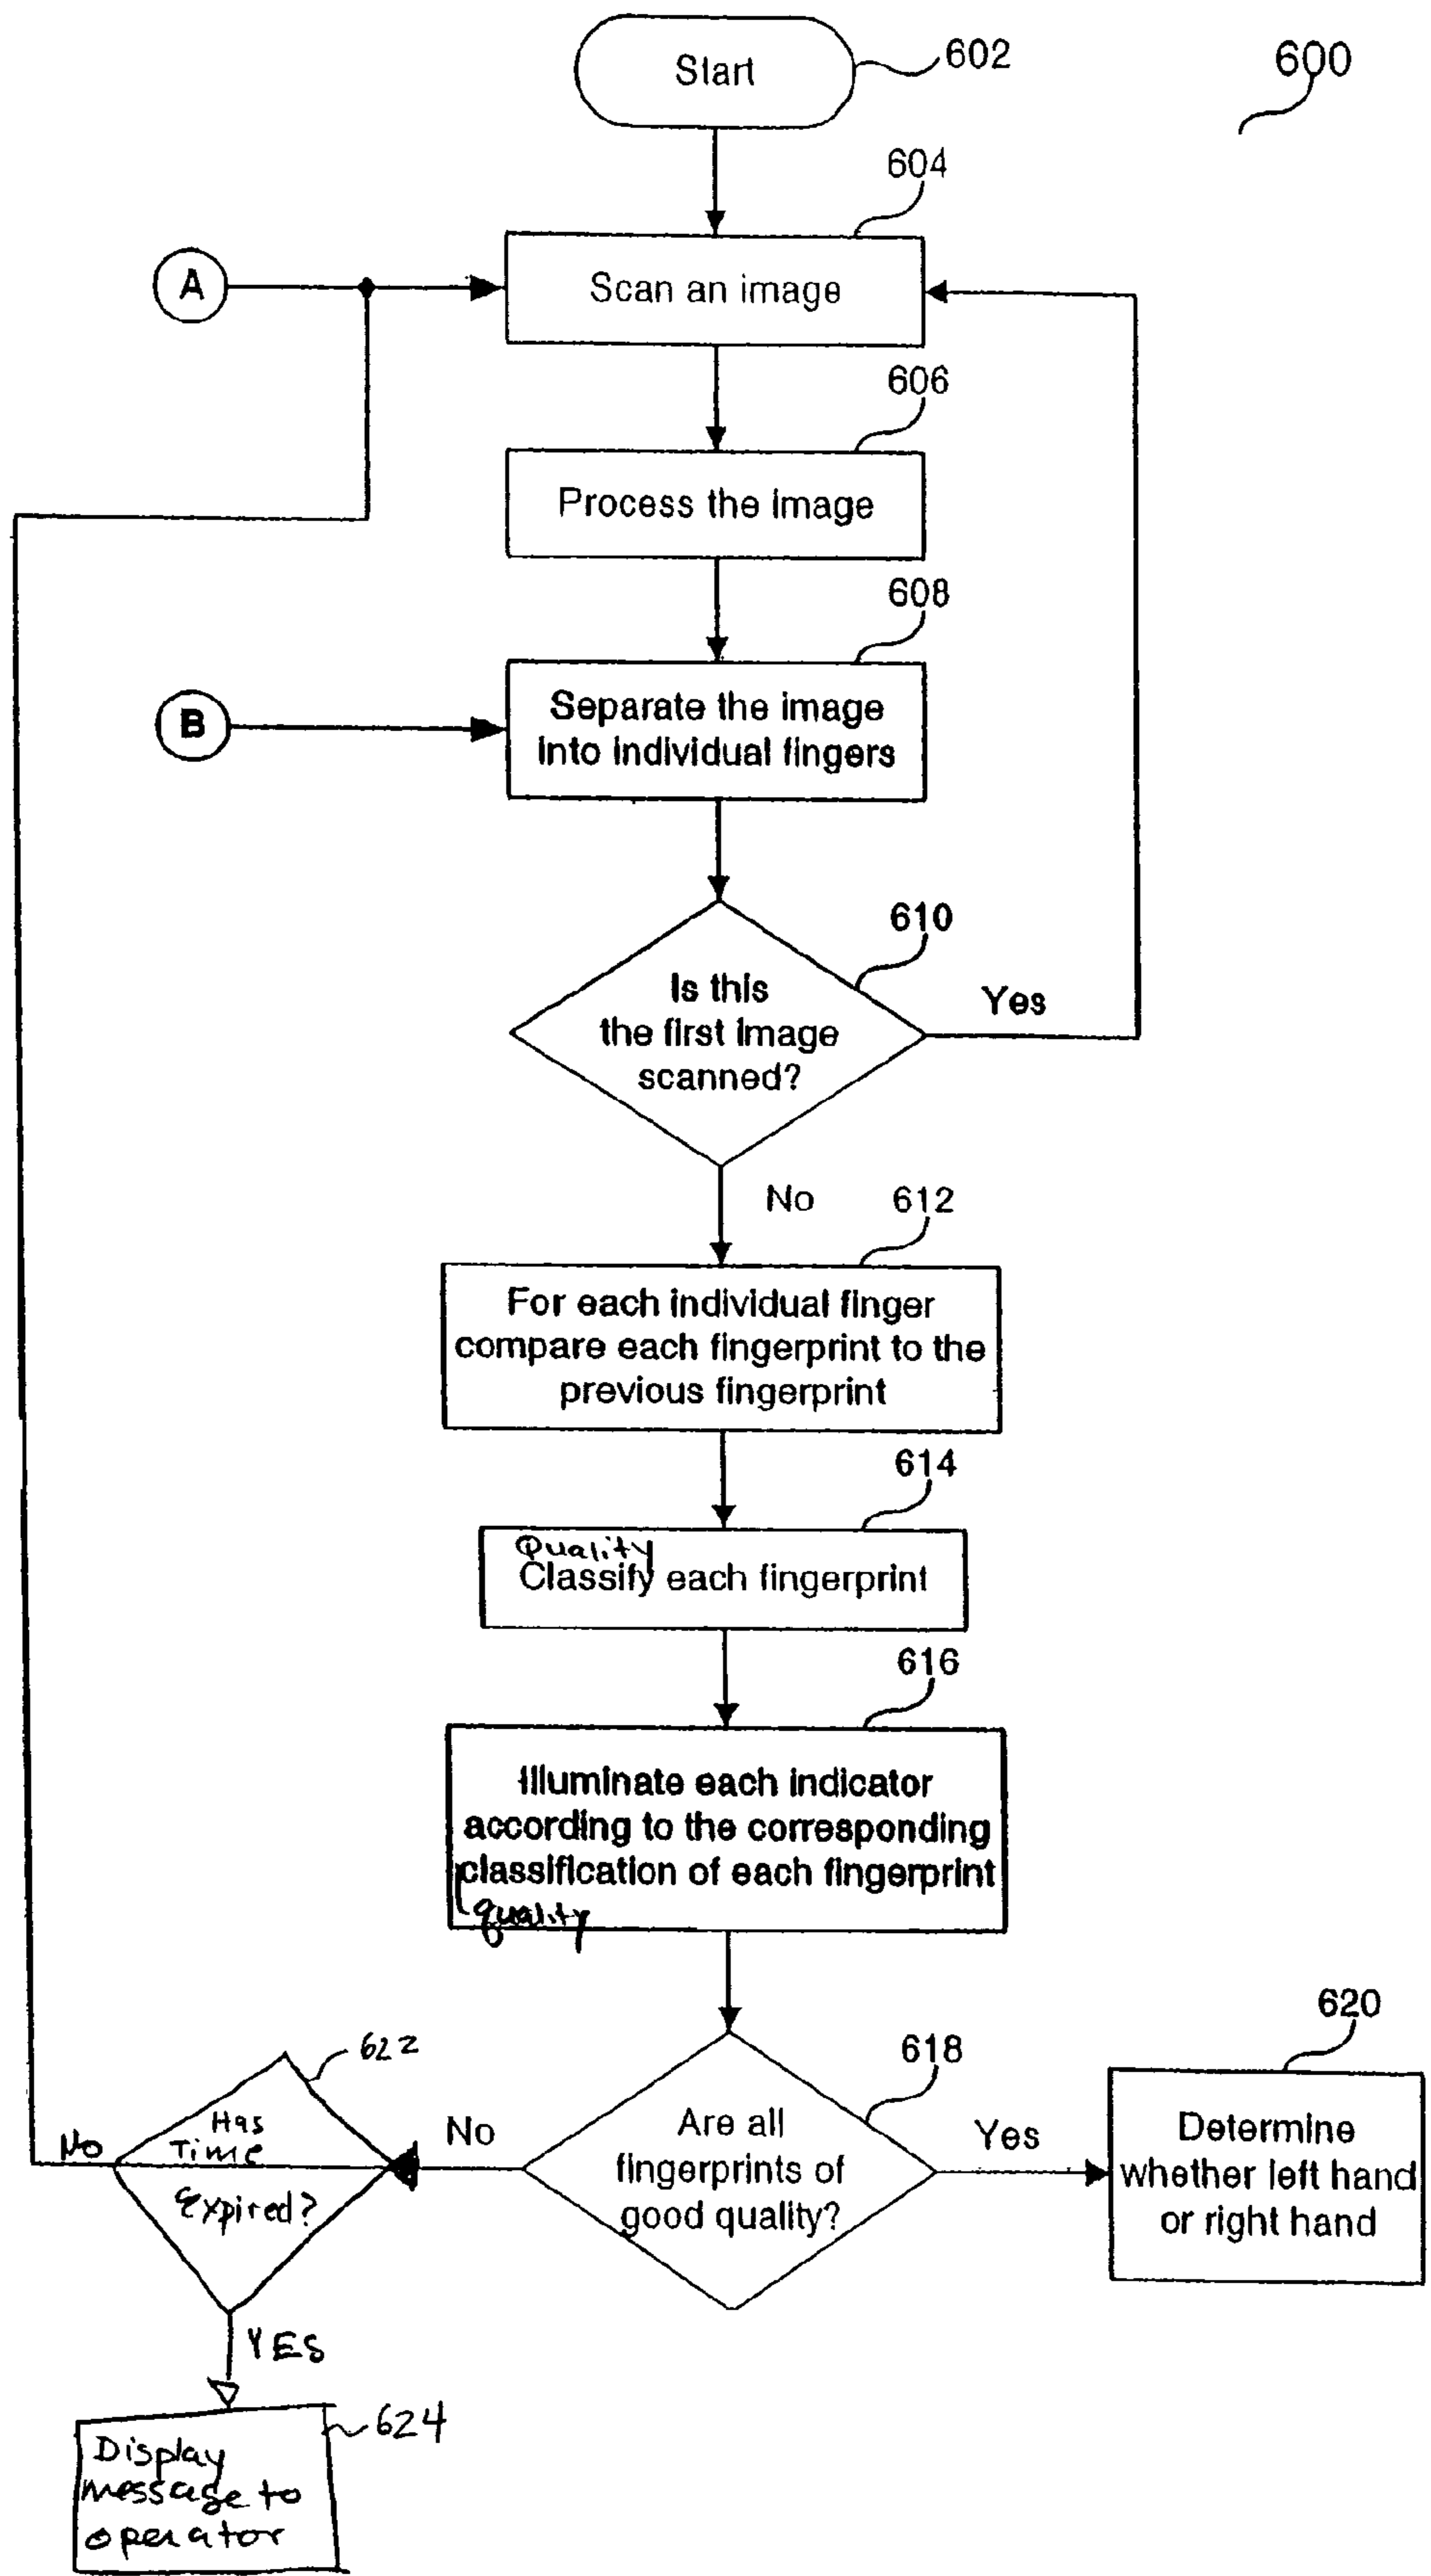 Start
602
600
604
A
Scan an image
606
Process the image
608
B
Separate the image
into individual fingers
610
Is this
the first image
scanned?
Yes
No
612
For each individual finger
compare each fingerprint to the
previous fingerprint
614
Quality
Classify each fingerprint
616
Illuminate each indicator
according to the corresponding
classification of each fingerprint
quality
620
622
618
No
Has
Time
Expired?
No
Are all
fingerprints of
good quality?
Yes
Determine
whether left hand
or right hand
YES
624
Display
message to
operator